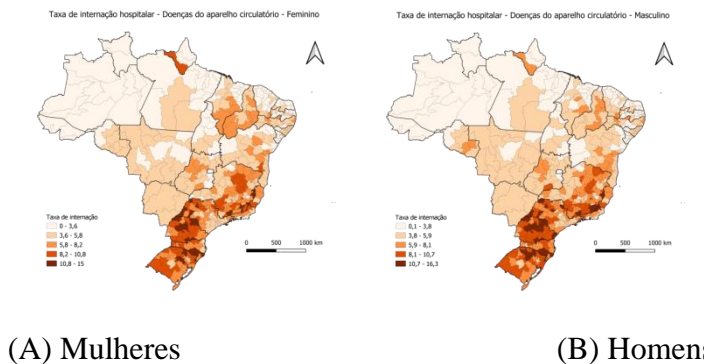 Taxa de internação hospitalar - Doenças do aparelho circulatório - Feminino
Taxa de internação
0 - 3,6
3,6 - 5,8
5,8 - 8,2
8,2 - 10,8
10,8 - 15
0 500 1000 km
(A) Mulheres
Taxa de internação hospitalar - Doenças do aparelho circulatório - Masculino
Taxa de internação
0,1 - 3,8
3,8 - 5,9
5,9 - 8,1
8,1 - 10,7
10,7 - 16,3
0 500 1000 km
(B) Homens